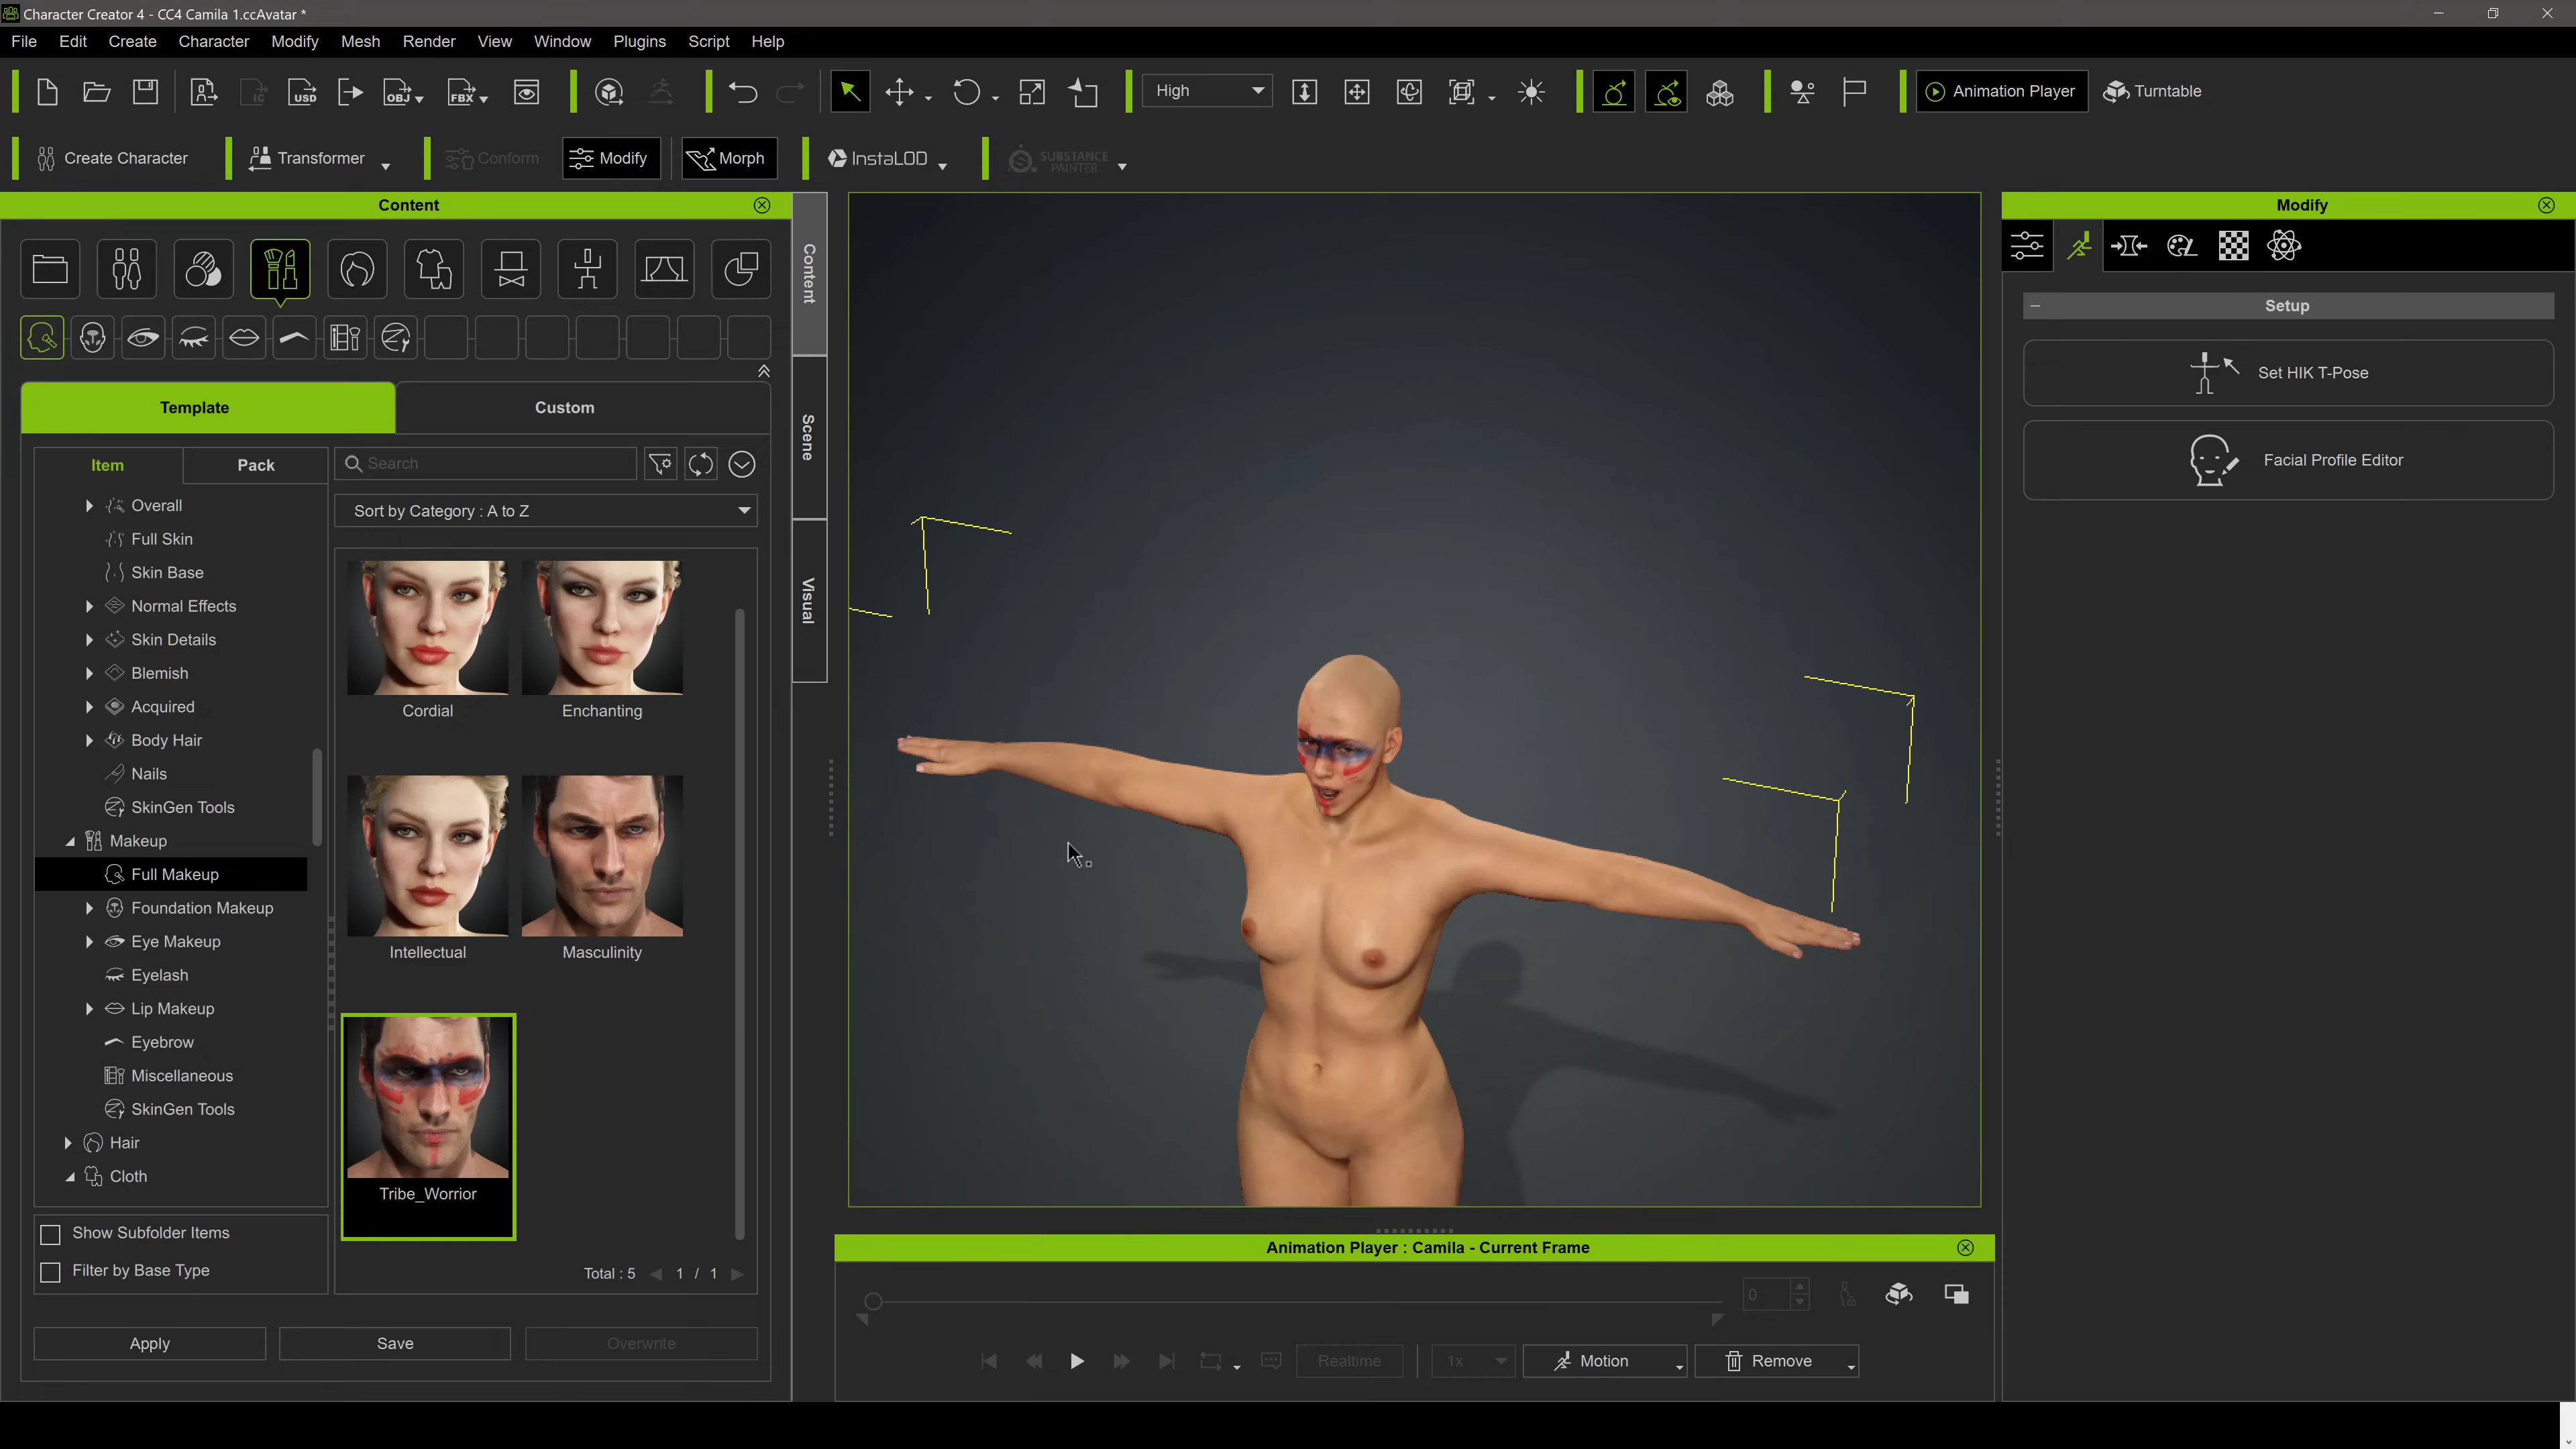 Character Creator 4 - CC4 Camila 1.ccAvatar *
File Edit Create Character Modify Mesh Render View Window Plugins Script Help
IC USD OBJ FBX High Animation Player Turntable
Create Character Transformer Conform Modify Morph InstaLOD SUBSTANCE PAINTER
Content
Content
Scene
Visual
Template Custom
Item Pack Search
Sort by Category : A to Z
Overall
Full Skin
Skin Base
Normal Effects
Skin Details
Blemish
Acquired
Body Hair
Nails
SkinGen Tools
Makeup
Full Makeup
Foundation Makeup
Eye Makeup
Eyelash
Lip Makeup
Eyebrow
Miscellaneous
SkinGen Tools
Hair
Cloth
Show Subfolder Items
Filter by Base Type
Cordial Enchanting
Intellectual Masculinity
Tribe_Worrior
Total : 5 1 / 1
Apply Save Overwrite
Modify
Setup
Set HIK T-Pose
Facial Profile Editor
Animation Player : Camila - Current Frame
0
Realtime 1x Motion Remove